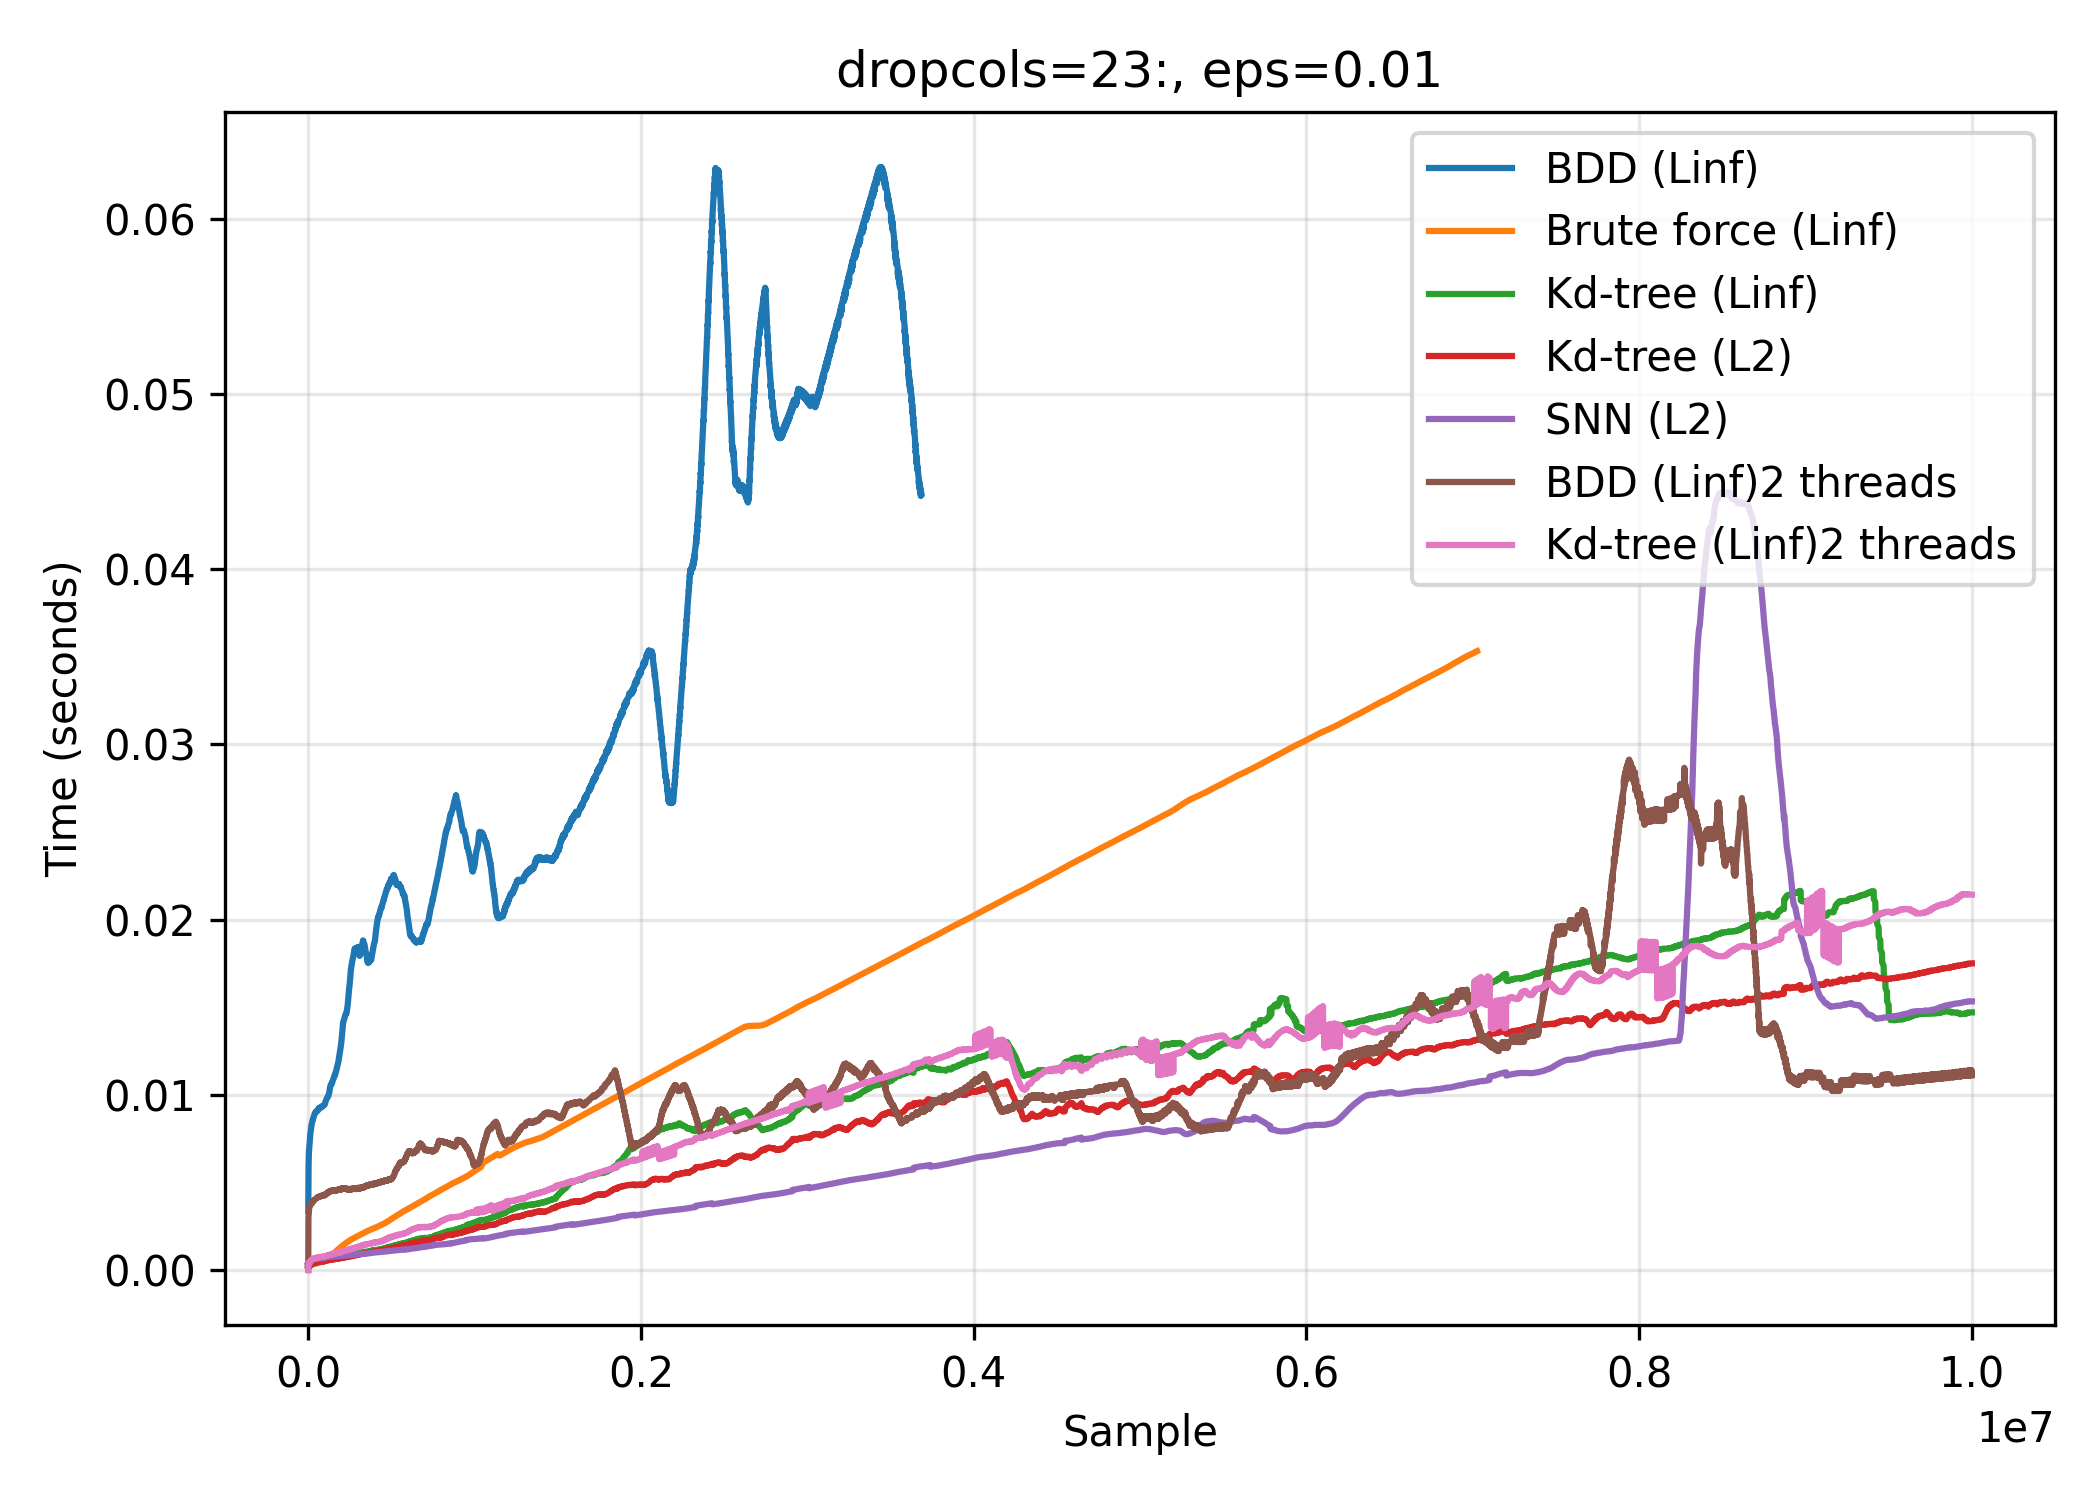 dropcols=23:, eps=0.01
BDD (Linf)
Brute force (Linf)
Kd-tree (Linf)
Kd-tree (L2)
SNN (L2)
BDD (Linf)2 threads
Kd-tree (Linf)2 threads
Time (seconds)
0.06
0.05
0.04
0.03
0.02
0.01
0.00
0.0 0.2 0.4 0.6 0.8 1.0
1e7
Sample